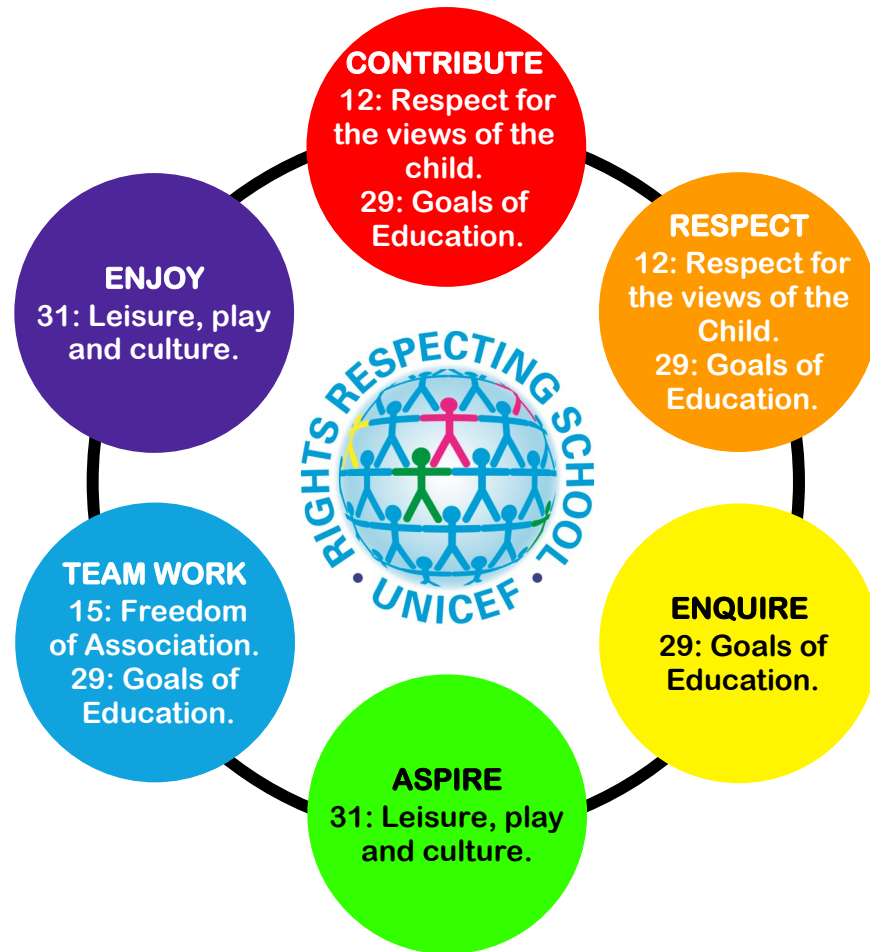 CONTRIBUTE
12: Respect for
the views of the
child.
29: Goals of
Education.
RESPECT
12: Respect for
the views of the
Child.
29: Goals of
Education.
ENQUIRE
29: Goals of
Education.
ASPIRE
31: Leisure, play
and culture.
TEAM WORK
15: Freedom
of Association.
29: Goals of
Education.
ENJOY
31: Leisure, play
and culture.
RIGHTS RESPECTING SCHOOL
• UNICEF •